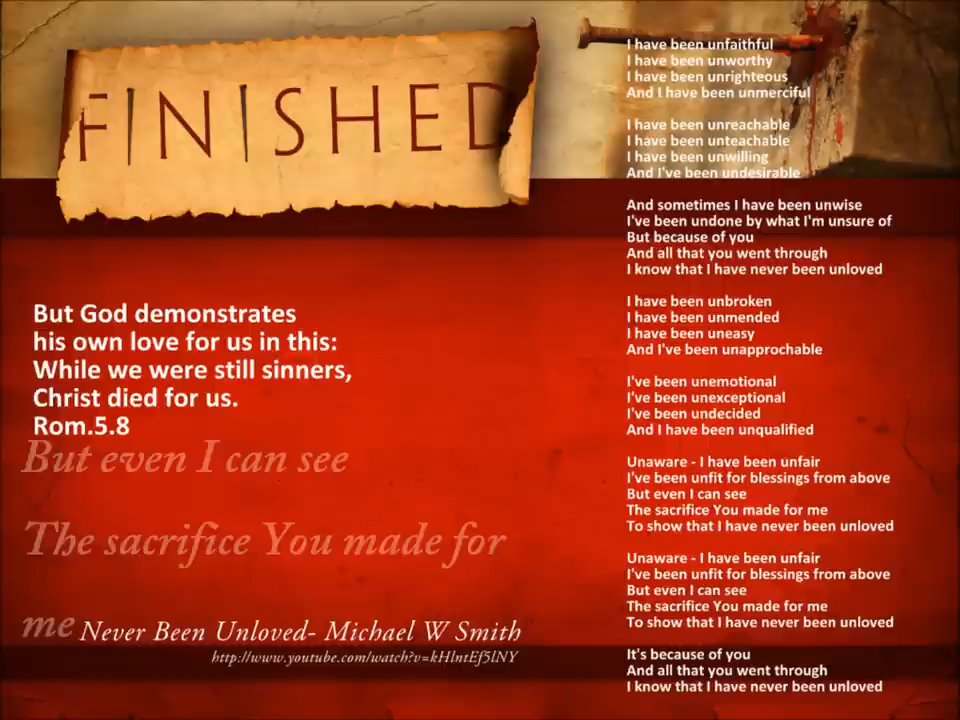 FINISHED
But God demonstrates
his own love for us in this:
While we were still sinners,
Christ died for us.
Rom.5.8
But even I can see
The sacrifice You made for
me
Never Been Unloved- Michael W Smith
http://www.youtube.com/watch?v=kHlntEf5lNY
I have been unfaithful
I have been unworthy
I have been unrighteous
And I have been unmerciful
I have been unreachable
I have been unteachable
I have been unwilling
And I've been undesirable
And sometimes I have been unwise
I've been undone by what I'm unsure of
But because of you
And all that you went through
I know that I have never been unloved
I have been unbroken
I have been unmended
I have been uneasy
And I've been unapprochable
I've been unemotional
I've been unexceptional
I've been undecided
And I have been unqualified
Unaware - I have been unfair
I've been unfit for blessings from above
But even I can see
The sacrifice You made for me
To show that I have never been unloved
Unaware - I have been unfair
I've been unfit for blessings from above
But even I can see
The sacrifice You made for me
To show that I have never been unloved
It's because of you
And all that you went through
I know that I have never been unloved